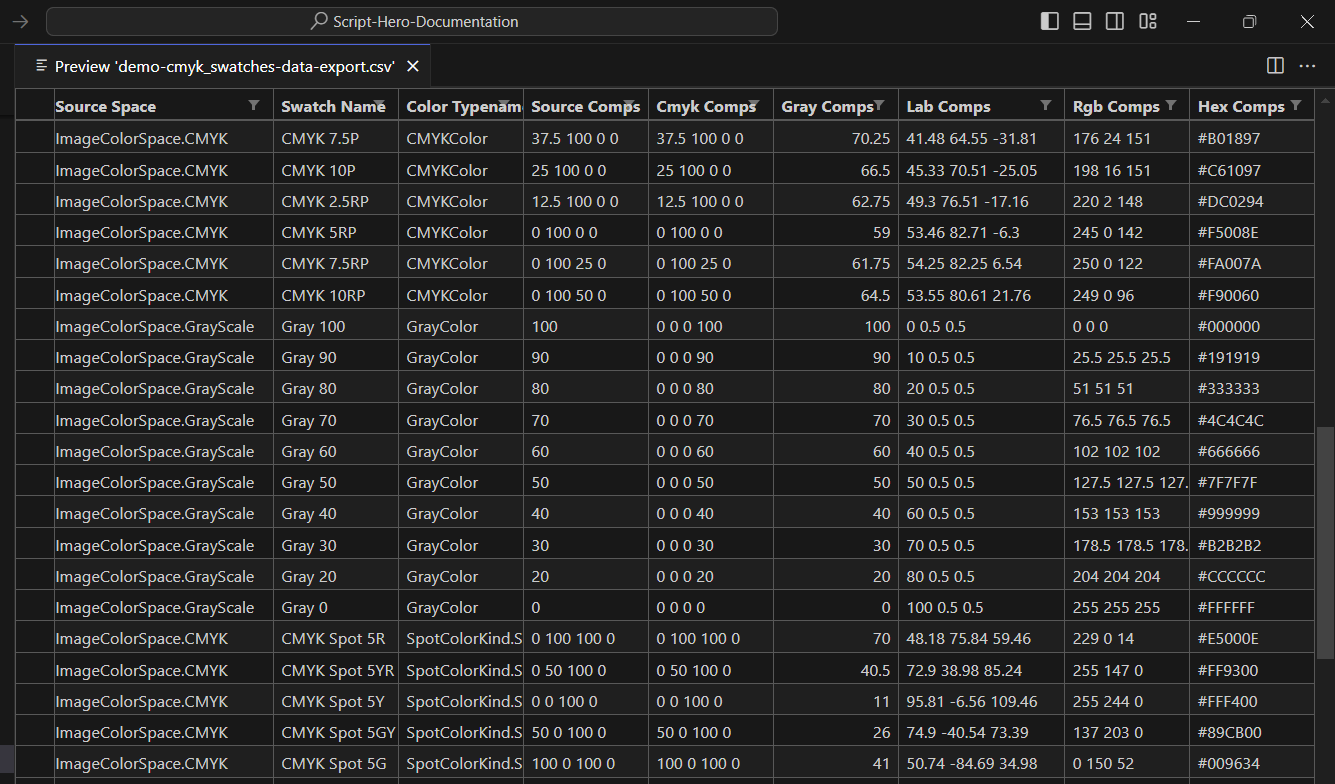 Script-Hero-Documentation
Preview 'demo-cmyk_swatches-data-export.csv'
Source Space Swatch Name Color Typename Source Comps Cmyk Comps Gray Comps Lab Comps Rgb Comps Hex Comps
ImageColorSpace.CMYK CMYK 7.5P CMYKColor 37.5 100 0 0 37.5 100 0 0 70.25 41.48 64.55 -31.81 176 24 151 #B01897
ImageColorSpace.CMYK CMYK 10P CMYKColor 25 100 0 0 25 100 0 0 66.5 45.33 70.51 -25.05 198 16 151 #C61097
ImageColorSpace.CMYK CMYK 2.5RP CMYKColor 12.5 100 0 0 12.5 100 0 0 62.75 49.3 76.51 -17.16 220 2 148 #DC0294
ImageColorSpace.CMYK CMYK 5RP CMYKColor 0 100 0 0 0 100 0 0 59 53.46 82.71 -6.3 245 0 142 #F5008E
ImageColorSpace.CMYK CMYK 7.5RP CMYKColor 0 100 25 0 0 100 25 0 61.75 54.25 82.25 6.54 250 0 122 #FA007A
ImageColorSpace.CMYK CMYK 10RP CMYKColor 0 100 50 0 0 100 50 0 64.5 53.55 80.61 21.76 249 0 96 #F90060
ImageColorSpace.GrayScale Gray 100 GrayColor 100 0 0 0 100 100 0 0.5 0.5 0 0 0 #000000
ImageColorSpace.GrayScale Gray 90 GrayColor 90 0 0 0 90 90 10 0.5 0.5 25.5 25.5 25.5 #191919
ImageColorSpace.GrayScale Gray 80 GrayColor 80 0 0 0 80 80 20 0.5 0.5 51 51 51 #333333
ImageColorSpace.GrayScale Gray 70 GrayColor 70 0 0 0 70 70 30 0.5 0.5 76.5 76.5 76.5 #4C4C4C
ImageColorSpace.GrayScale Gray 60 GrayColor 60 0 0 0 60 60 40 0.5 0.5 102 102 102 #666666
ImageColorSpace.GrayScale Gray 50 GrayColor 50 0 0 0 50 50 50 0.5 0.5 127.5 127.5 127. #7F7F7F
ImageColorSpace.GrayScale Gray 40 GrayColor 40 0 0 0 40 40 60 0.5 0.5 153 153 153 #999999
ImageColorSpace.GrayScale Gray 30 GrayColor 30 0 0 0 30 30 70 0.5 0.5 178.5 178.5 178. #B2B2B2
ImageColorSpace.GrayScale Gray 20 GrayColor 20 0 0 0 20 20 80 0.5 0.5 204 204 204 #CCCCCC
ImageColorSpace.GrayScale Gray 0 GrayColor 0 0 0 0 0 0 100 0.5 0.5 255 255 255 #FFFFFF
ImageColorSpace.CMYK CMYK Spot 5R SpotColorKind.S 0 100 100 0 0 100 100 0 70 48.18 75.84 59.46 229 0 14 #E5000E
ImageColorSpace.CMYK CMYK Spot 5YR SpotColorKind.S 0 50 100 0 0 50 100 0 40.5 72.9 38.98 85.24 255 147 0 #FF9300
ImageColorSpace.CMYK CMYK Spot 5Y SpotColorKind.S 0 0 100 0 0 0 100 0 11 95.81 -6.56 109.46 255 244 0 #FFF400
ImageColorSpace.CMYK CMYK Spot 5GY SpotColorKind.S 50 0 100 0 50 0 100 0 26 74.9 -40.54 73.39 137 203 0 #89CB00
ImageColorSpace.CMYK CMYK Spot 5G SpotColorKind.S 100 0 100 0 100 0 100 0 41 50.74 -84.69 34.98 0 150 52 #009634